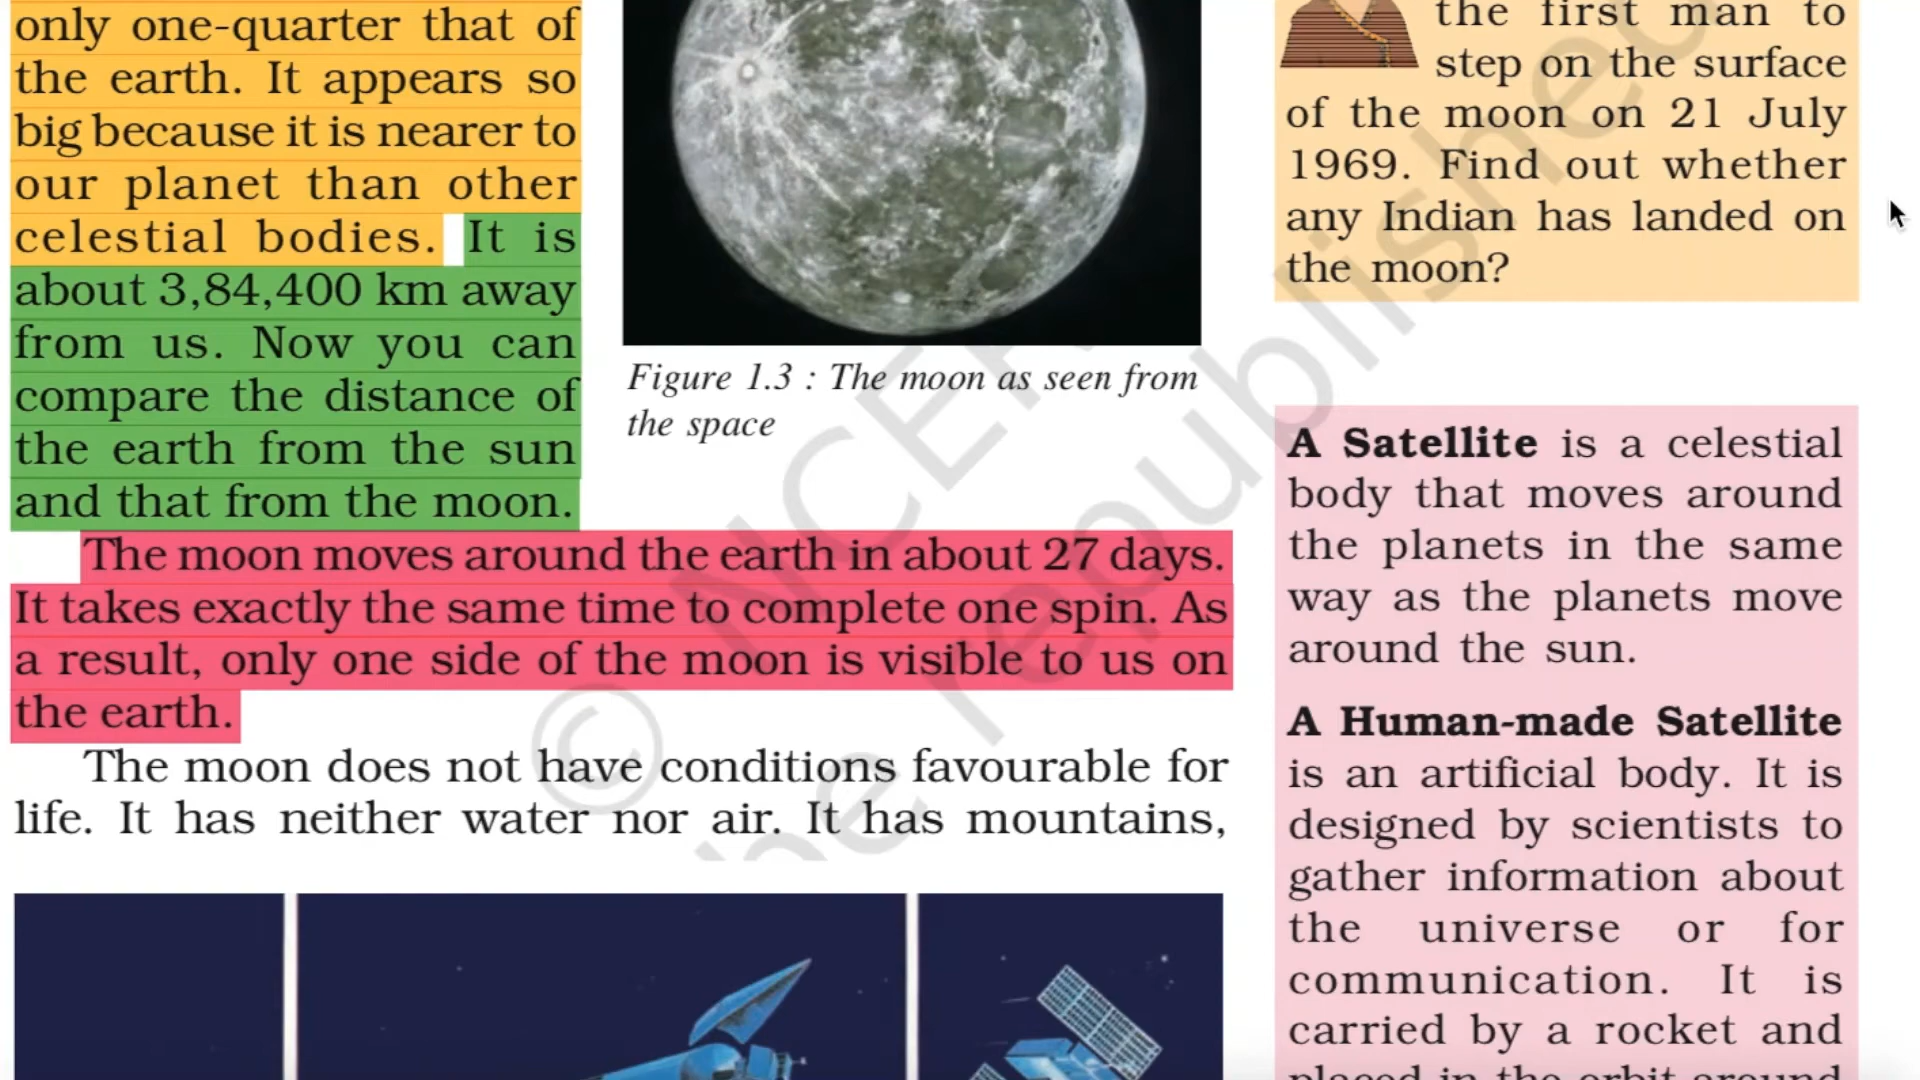 only one-quarter that of
the earth. It appears so
big because it is nearer to
our planet than other
celestial bodies. It is
about 3,84,400 km away
from us. Now you can
compare the distance of
the earth from the sun
and that from the moon.
Figure 1.3 : The moon as seen from
the space
The moon moves around the earth in about 27 days.
It takes exactly the same time to complete one spin. As
a result, only one side of the moon is visible to us on
the earth.
The moon does not have conditions favourable for
life. It has neither water nor air. It has mountains,
the first man to
step on the surface
of the moon on 21 July
1969. Find out whether
any Indian has landed on
the moon?
A Satellite is a celestial
body that moves around
the planets in the same
way as the planets move
around the sun.
A Human-made Satellite
is an artificial body. It is
designed by scientists to
gather information about
the universe or for
communication. It is
carried by a rocket and
placed in the orbit around
©
be republished